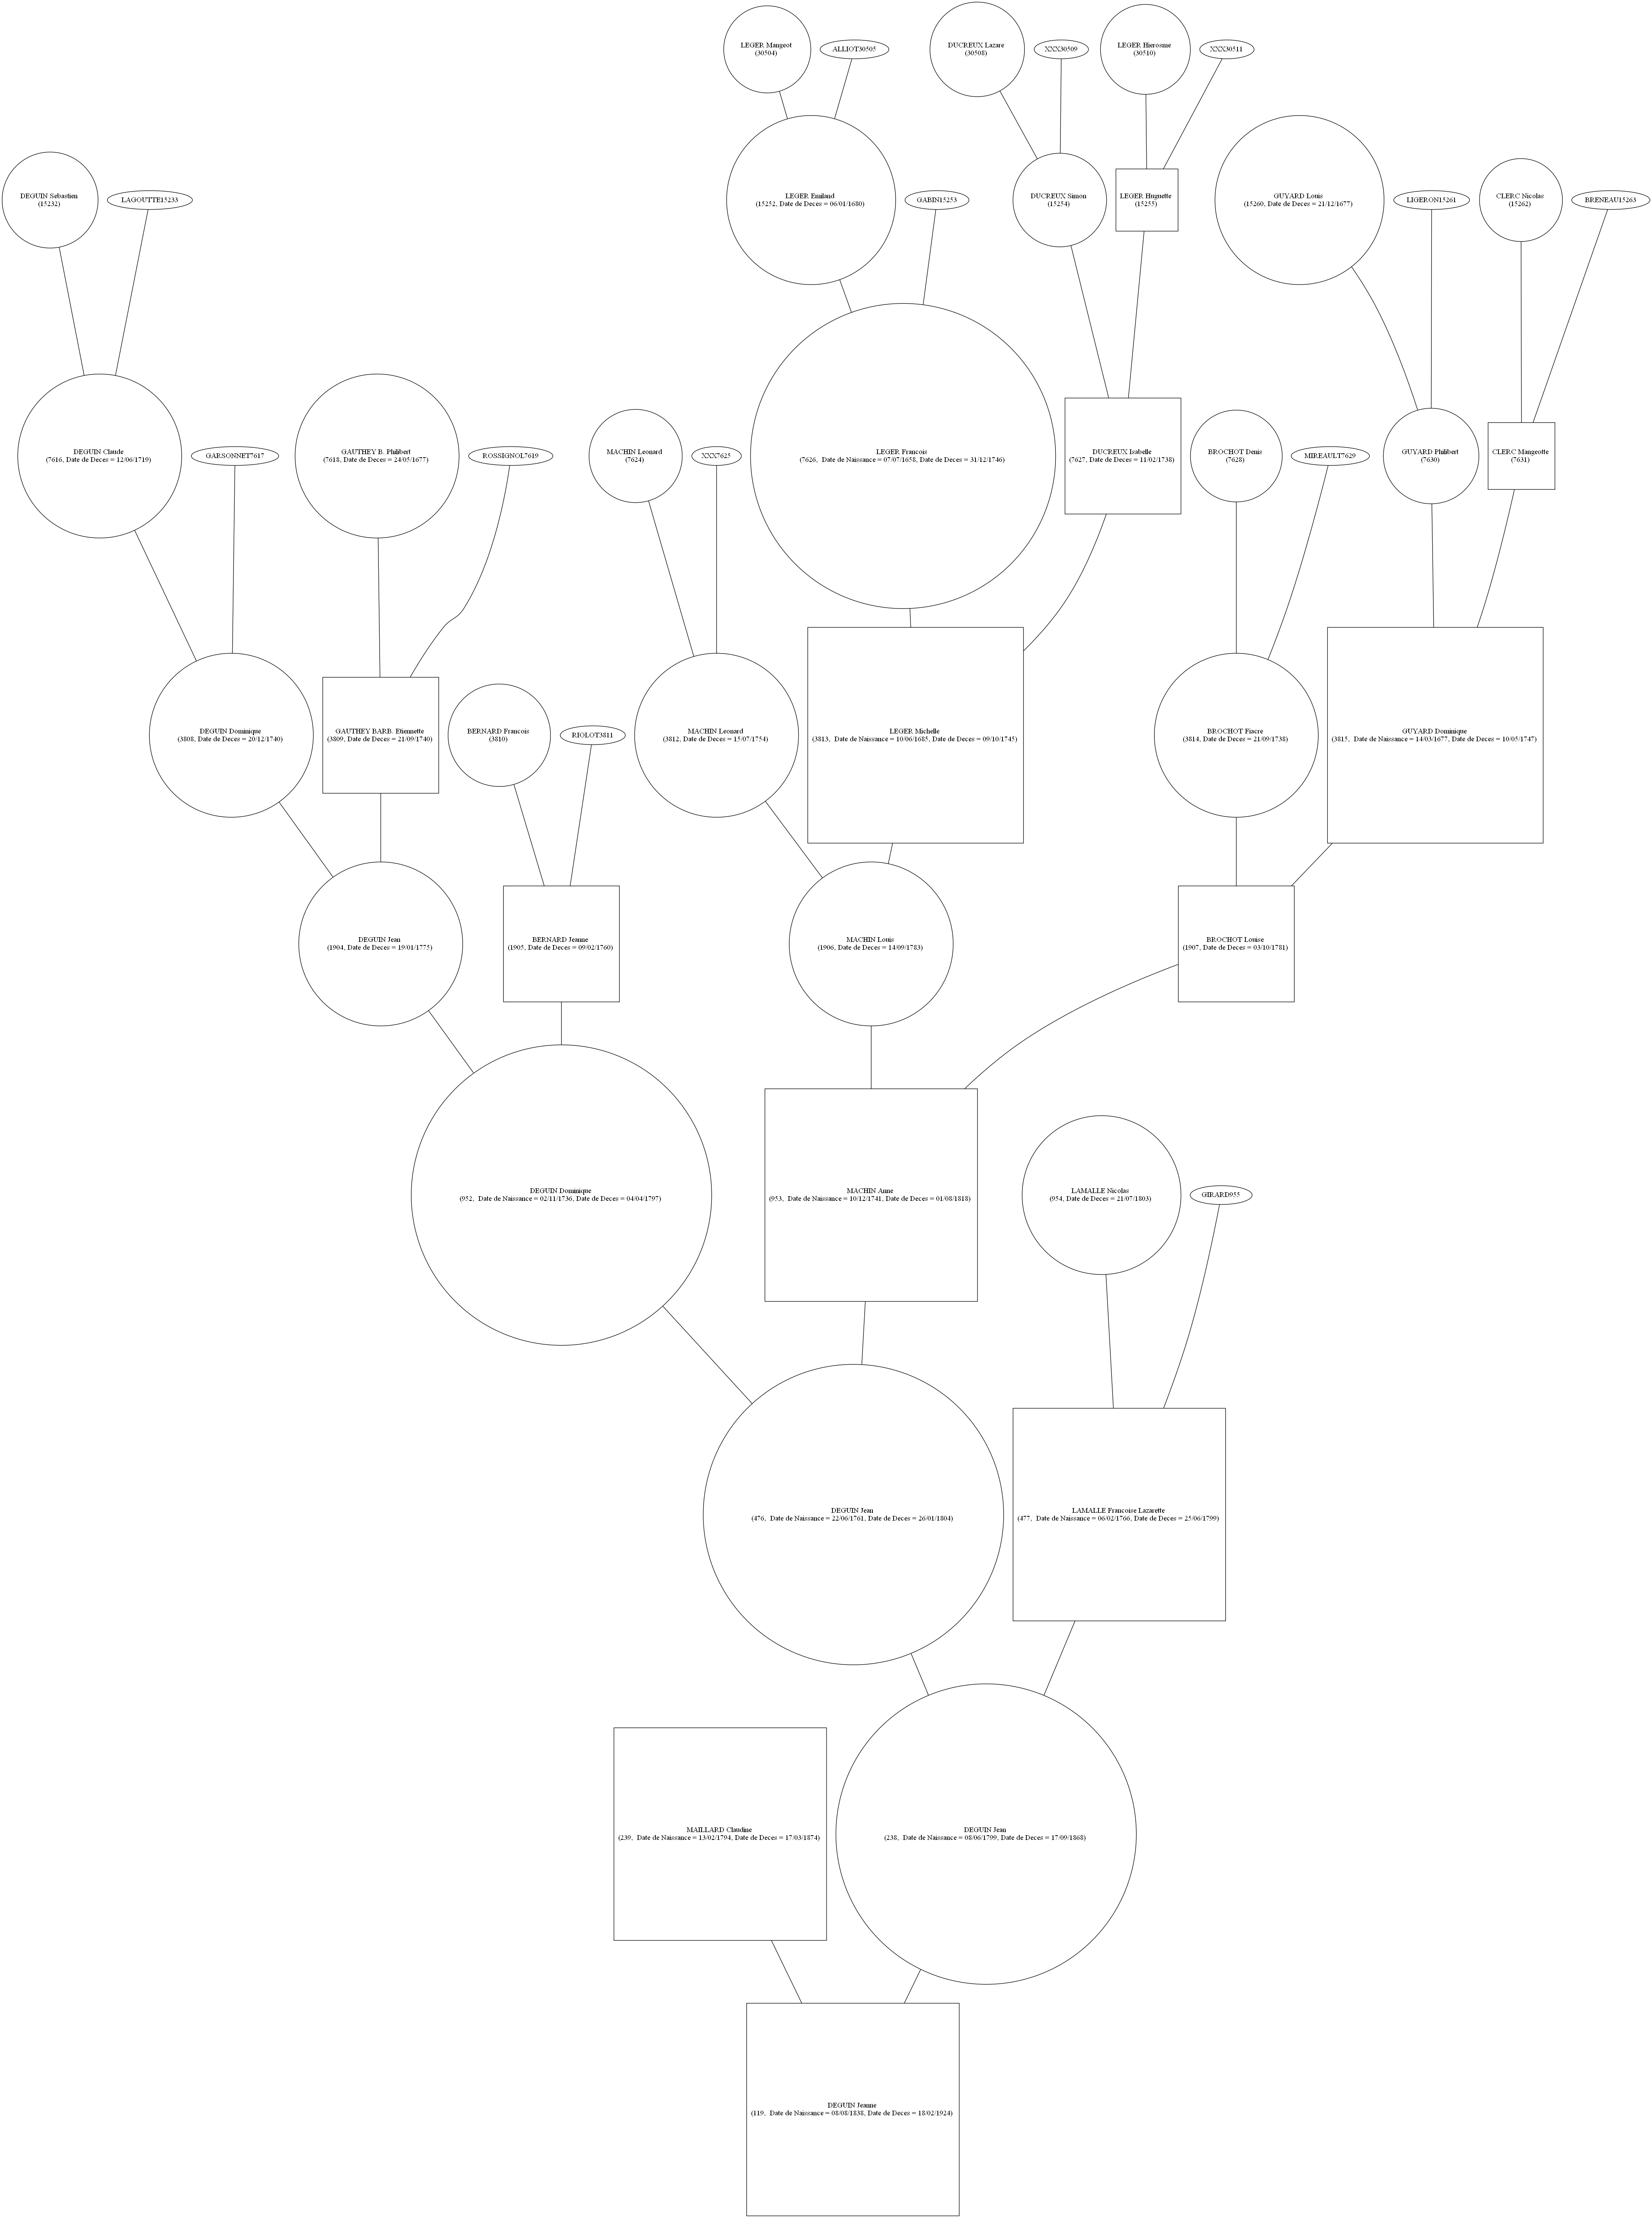 LEGER Mangeot
(30504)
ALLIOT30505
DUCREUX Lazare
(30508)
XXX30509
LEGER Hierosme
(30510)
XXX30511
DEGUIN Sebastien
(15232)
LAGOUTTE15233
LEGER Emiland
(15252, Date de Deces = 06/01/1680)
GABIN15253
DUCREUX Simon
(15254)
LEGER Huguette
(15255)
GUYARD Louis
(15260, Date de Deces = 21/12/1677)
LIGERON15261
CLERC Nicolas
(15262)
BRENEAU15263
DEGUIN Claude
(7616, Date de Deces = 12/06/1719)
GARSONNET7617
GAUTHEY B. Philibert
(7618, Date de Deces = 24/05/1677)
ROSSIGNOL7619
MACHIN Leonard
(7624)
XXX7625
LEGER Francois
(7626,  Date de Naissance = 07/07/1658, Date de Deces = 31/12/1746)
DUCREUX Isabelle
(7627, Date de Deces = 11/02/1738)
BROCHOT Denis
(7628)
MIREAULT7629
GUYARD Philibert
(7630)
CLERC Mangeotte
(7631)
DEGUIN Dominique
(3808, Date de Deces = 20/12/1740)
GAUTHEY BARB. Etiennette
(3809, Date de Deces = 21/09/1740)
BERNARD Francois
(3810)
RIOLOT3811
MACHIN Leonard
(3812, Date de Deces = 15/07/1754)
LEGER Michelle
(3813,  Date de Naissance = 10/06/1685, Date de Deces = 09/10/1745)
BROCHOT Fiacre
(3814, Date de Deces = 21/09/1738)
GUYARD Dominique
(3815,  Date de Naissance = 14/03/1677, Date de Deces = 10/05/1747)
DEGUIN Jean
(1904, Date de Deces = 19/01/1775)
BERNARD Jeanne
(1905, Date de Deces = 09/02/1760)
MACHIN Louis
(1906, Date de Deces = 14/09/1783)
BROCHOT Louise
(1907, Date de Deces = 03/10/1781)
DEGUIN Dominique
(952,  Date de Naissance = 02/11/1736, Date de Deces = 04/04/1797)
MACHIN Anne
(953,  Date de Naissance = 10/12/1741, Date de Deces = 01/08/1818)
LAMALLE Nicolas
(954, Date de Deces = 21/07/1803)
GIRARD955
DEGUIN Jean
(476,  Date de Naissance = 22/06/1761, Date de Deces = 26/01/1804)
LAMALLE Francoise Lazarette
(477,  Date de Naissance = 06/02/1766, Date de Deces = 25/06/1799)
MAILLARD Claudine
(239,  Date de Naissance = 13/02/1794, Date de Deces = 17/03/1874)
DEGUIN Jean
(238,  Date de Naissance = 08/06/1799, Date de Deces = 17/09/1868)
DEGUIN Jeanne
(119,  Date de Naissance = 08/08/1838, Date de Deces = 18/02/1924)